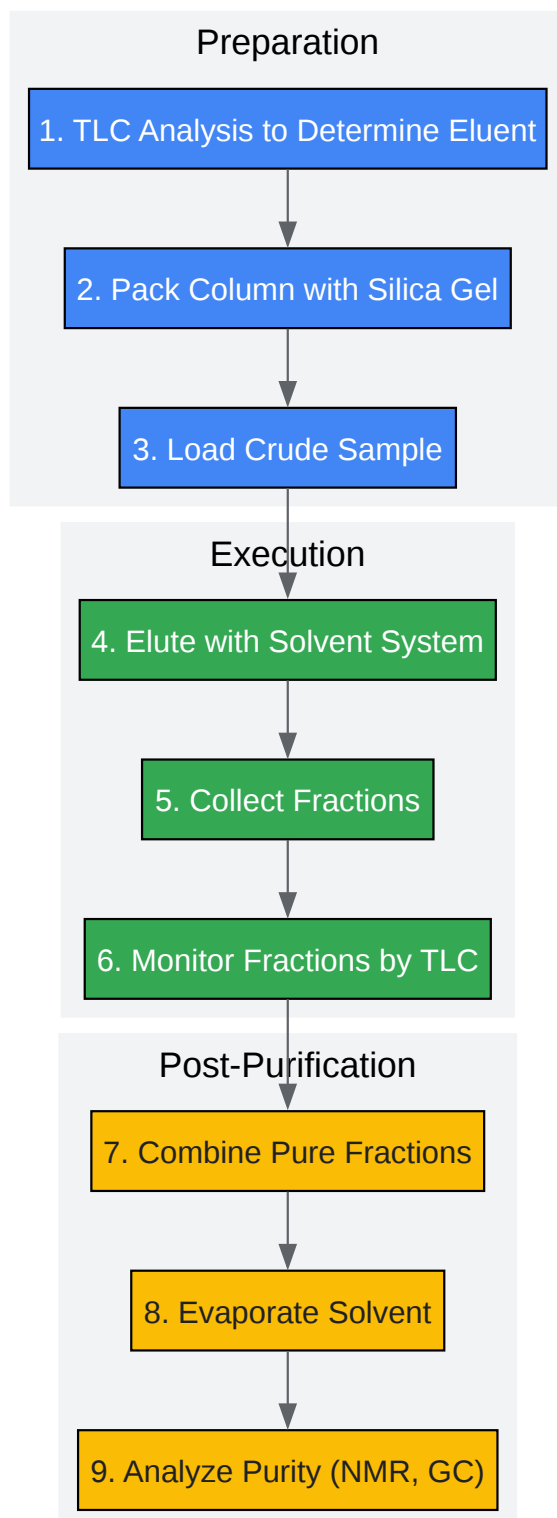 Preparation
1. TLC Analysis to Determine Eluent
2. Pack Column with Silica Gel
3. Load Crude Sample
Execution
4. Elute with Solvent System
5. Collect Fractions
6. Monitor Fractions by TLC
Post-Purification
7. Combine Pure Fractions
8. Evaporate Solvent
9. Analyze Purity (NMR, GC)